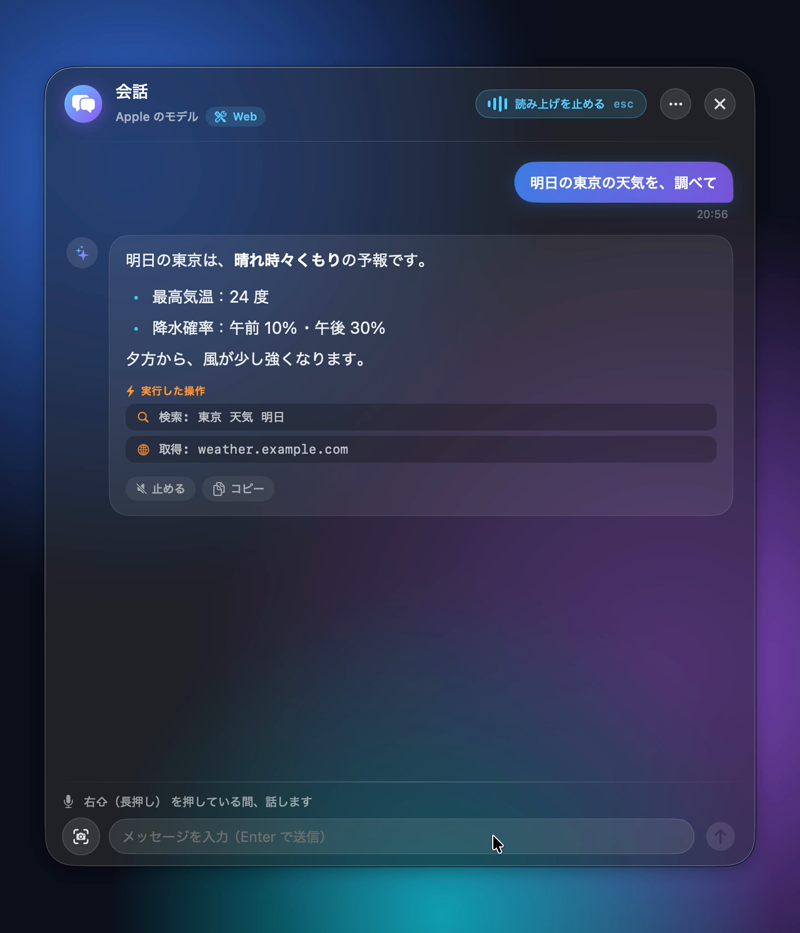 会話
Apple のモデル Web
読み上げを止める esc
明日の東京の天気を、調べて
20:56
明日の東京は、晴れ時々くもりの予報です。
• 最高気温：24 度
• 降水確率：午前 10%・午後 30%
夕方から、風が少し強くなります。
実行した操作
検索: 東京 天気 明日
取得: weather.example.com
止める コピー
右⇧（長押し） を押している間、話します
メッセージを入力（Enter で送信）